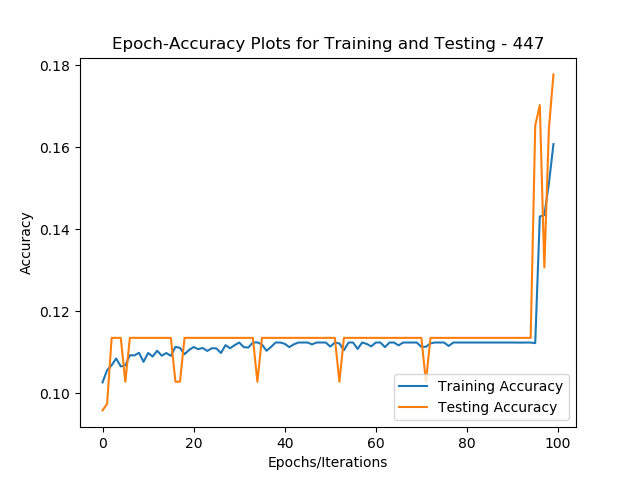 Epoch-Accuracy Plots for Training and Testing - 447
0.18
0.16
0.14
0.12
0.10
Accuracy
0
20
40
60
80
100
Epochs/Iterations
Training Accuracy
Testing Accuracy